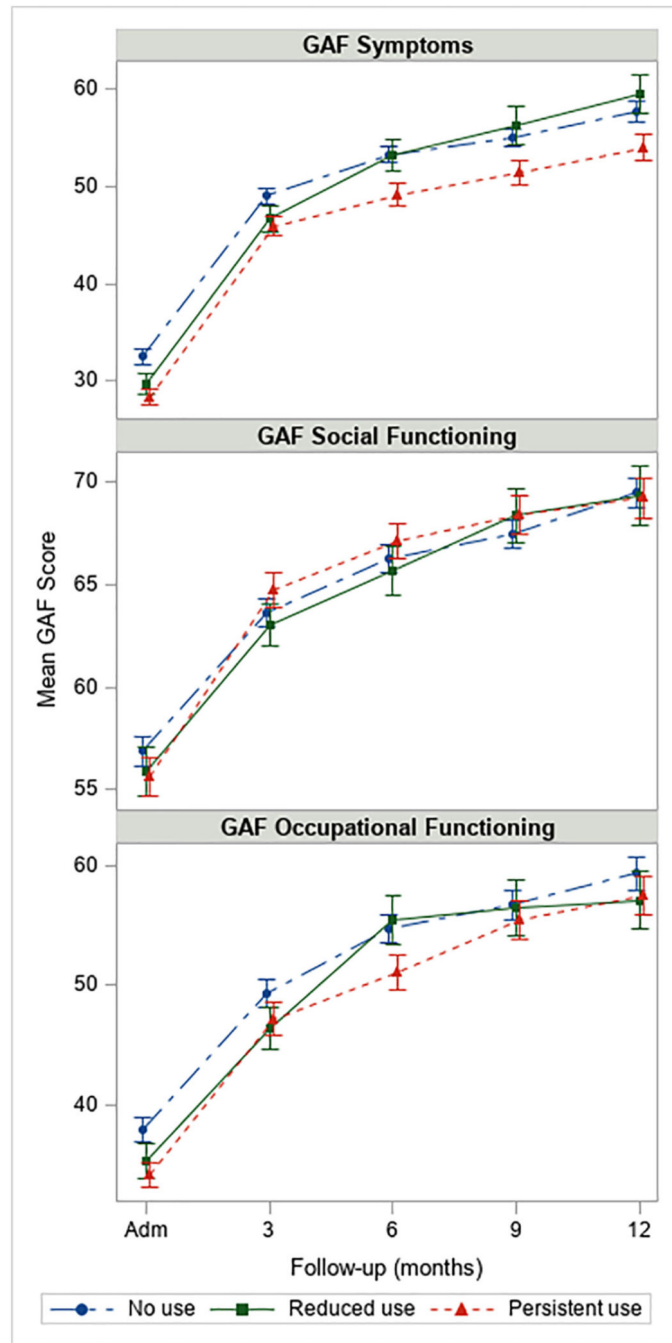 GAF Symptoms
60
50
40
30
GAF Social Functioning
70
65
60
55
Mean GAF Score
GAF Occupational Functioning
60
50
40
Adm 3 6 9 12
Follow-up (months)
No use Reduced use Persistent use